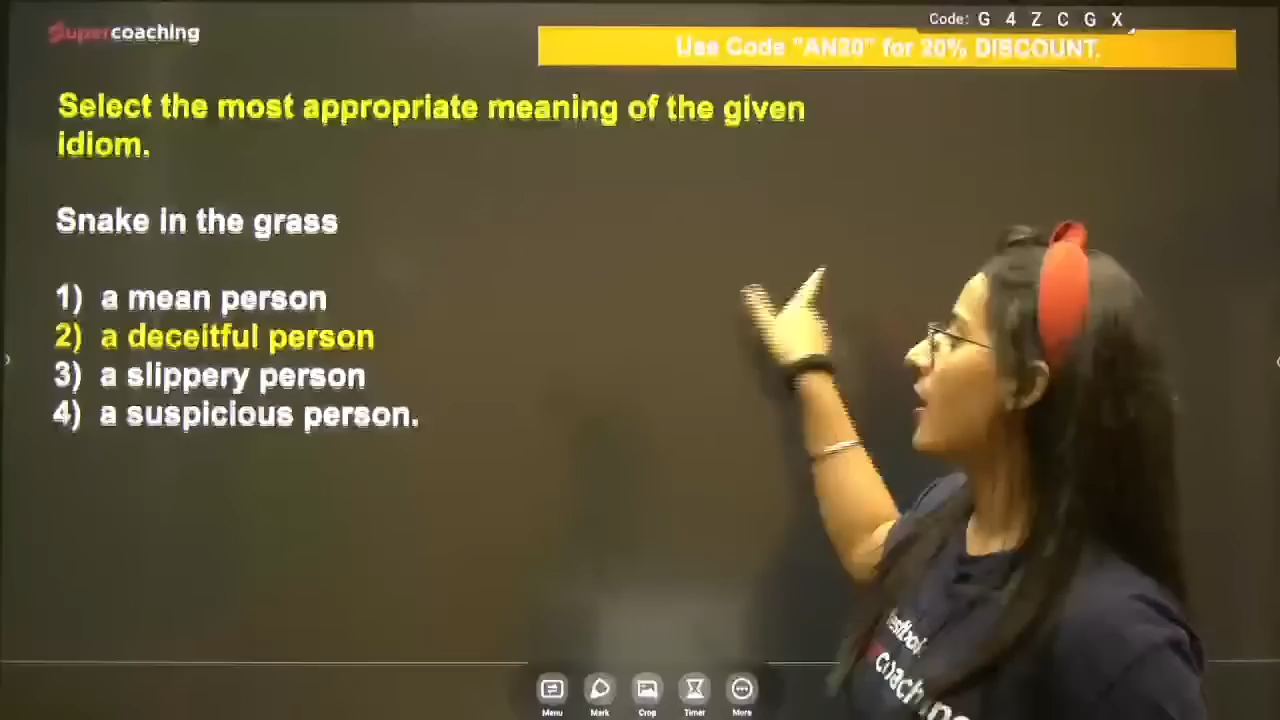 Supercoaching
Code: G 4 Z C G X
Use Code "AN20" for 20% DISCOUNT.
Select the most appropriate meaning of the given
idiom.
Snake in the grass
1) a mean person
2) a deceitful person
3) a slippery person
4) a suspicious person.
testbook
coaching
Menu
Mark
Crop
Timer
More